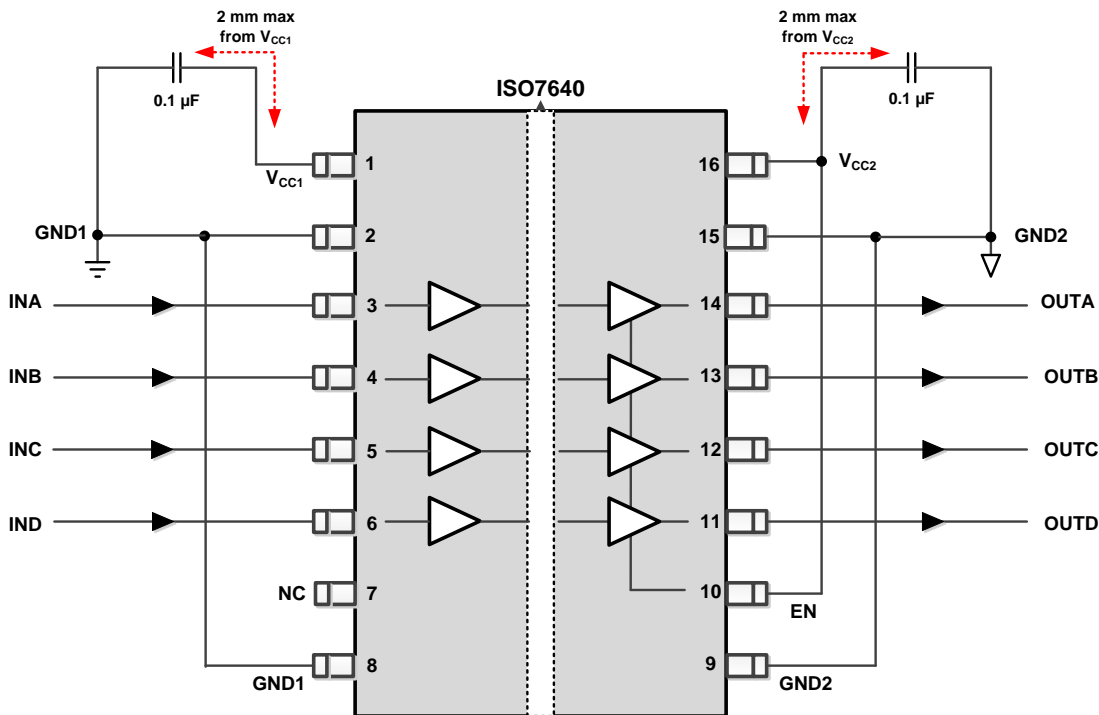 2 mm max
from VCC1
2 mm max
from VCC2
0.1 µF
0.1 µF
ISO7640
1
16
VCC1
VCC2
GND1
2
15
GND2
INA
3
14
OUTA
INB
4
13
OUTB
INC
5
12
OUTC
IND
6
11
OUTD
NC
7
10
EN
8
9
GND1
GND2